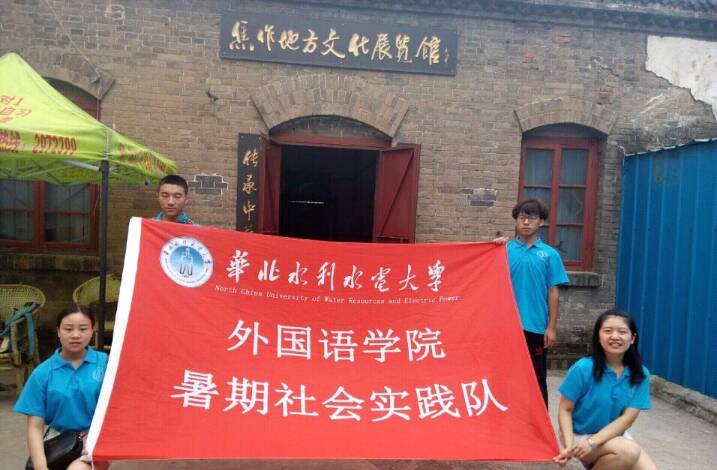 焦作地方文化展览馆
传承中
2072700
华北水利水电大学
North China University of Water Resources and Electric Power
外国语学院
暑期社会实践队